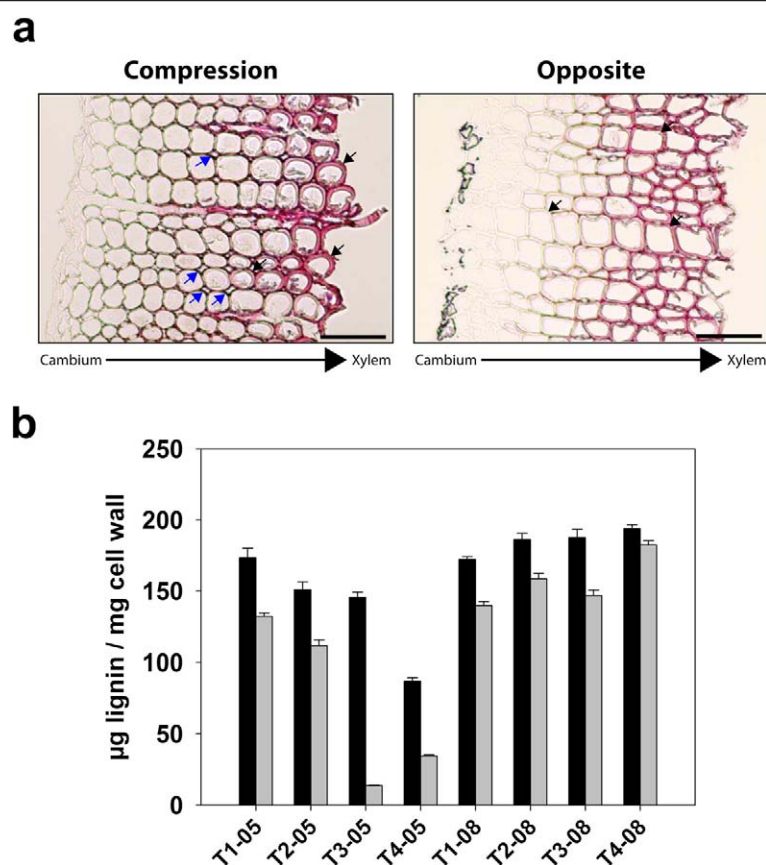 a
Compression Opposite
Cambium Xylem Cambium Xylem
b
250
200
150
100
50
0
µg lignin / mg cell wall
T1-05 T2-05 T3-05 T4-05 T1-08 T2-08 T3-08 T4-08